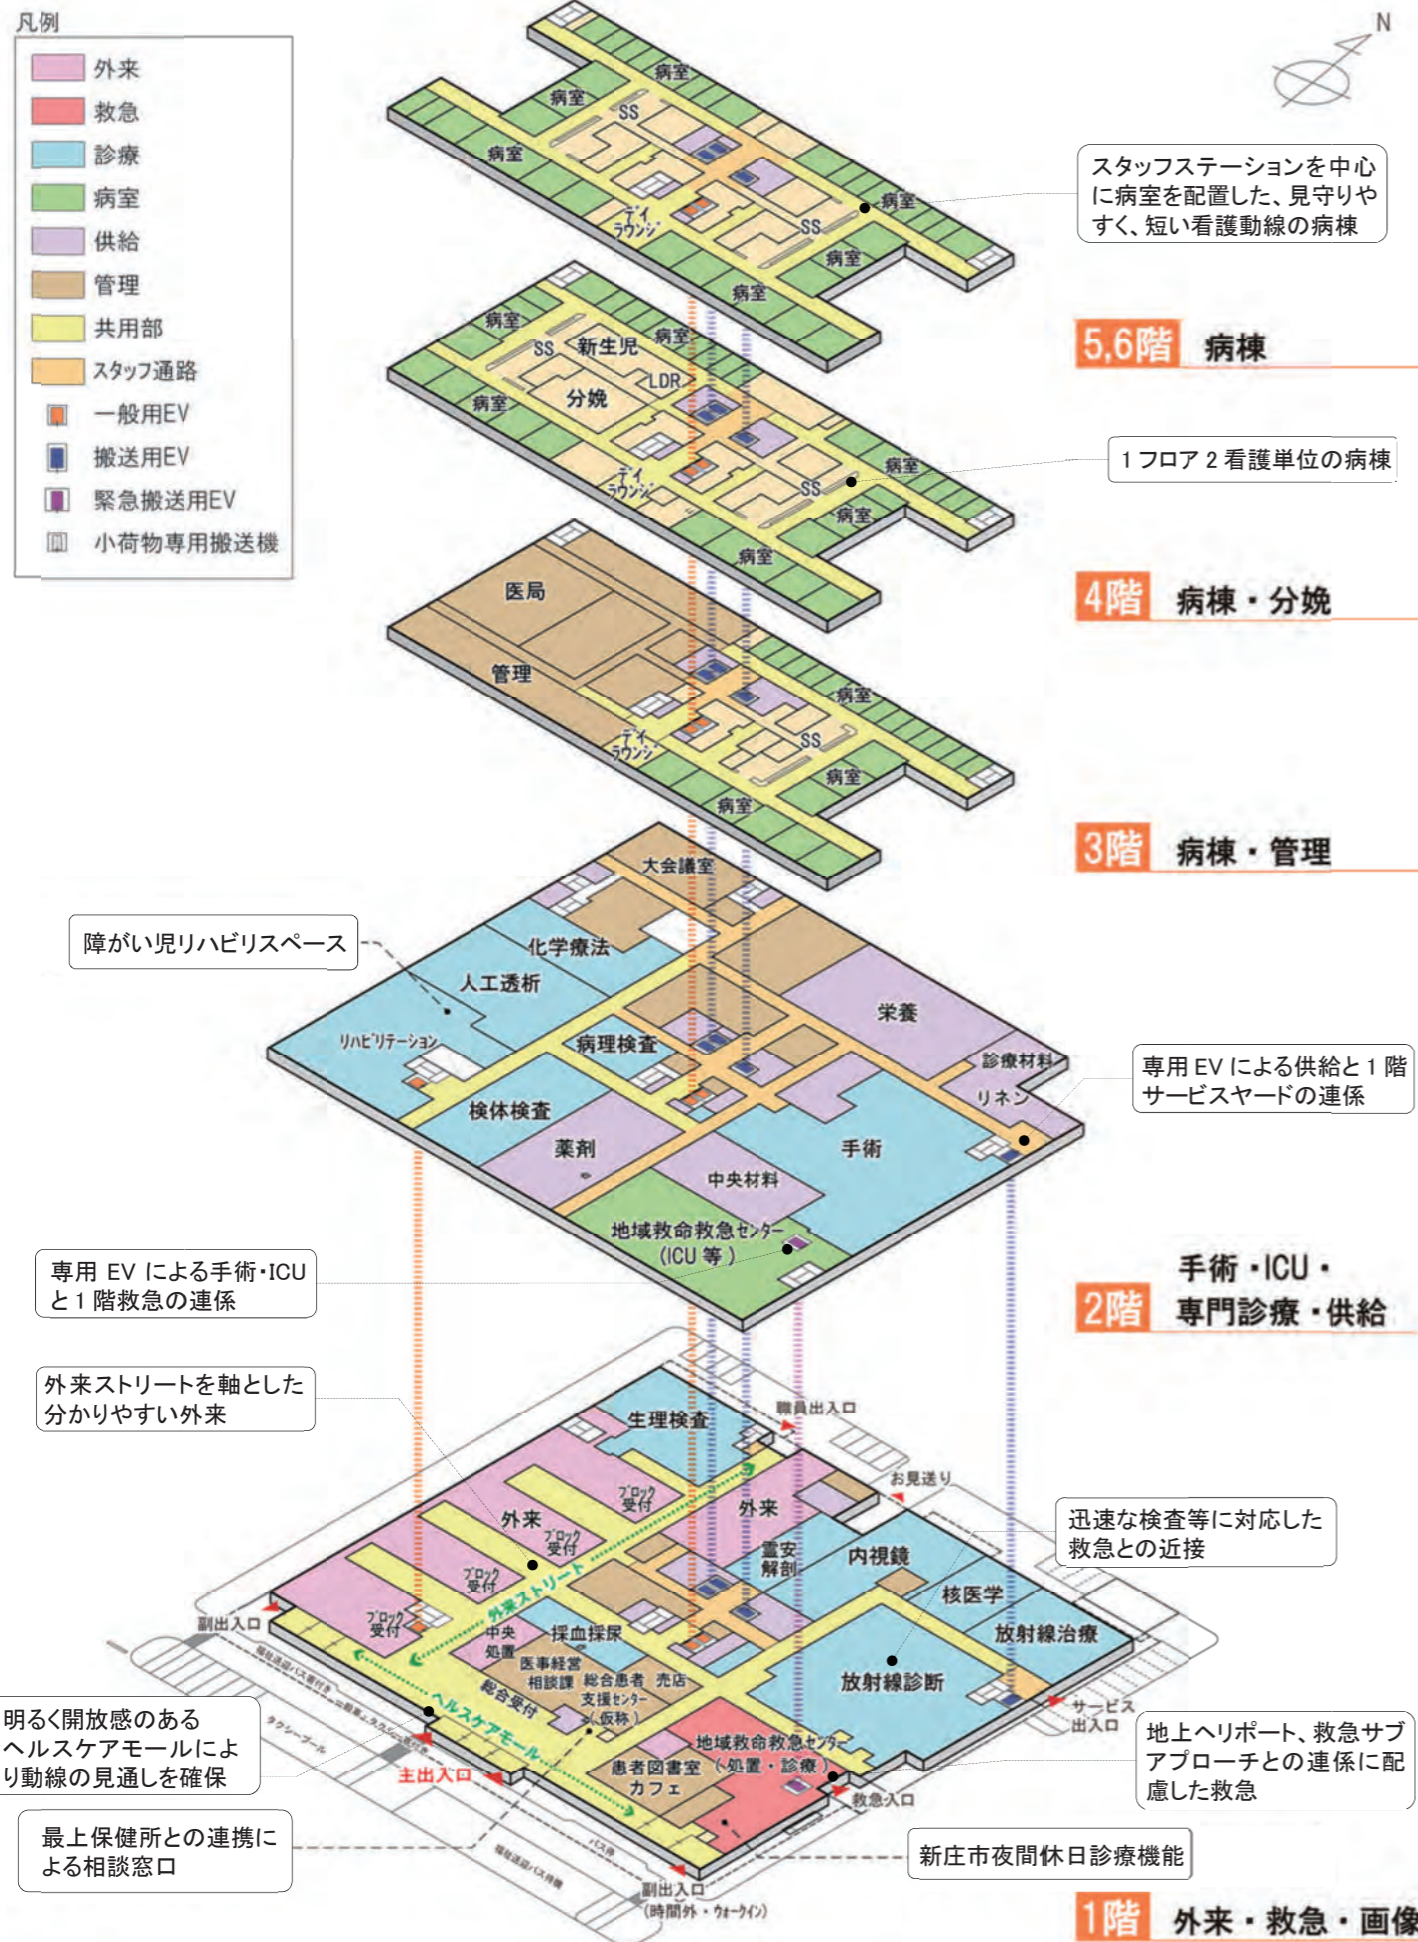 凡例
外来
救急
診療
病室
供給
管理
共用部
スタッフ通路
一般用EV
搬送用EV
緊急搬送用EV
小荷物専用搬送機
N
病室
病室
SS
病室
デイ
ラウンジ
病室
SS
病室
病室
スタッフステーションを中心
に病室を配置した、見守りや
すく、短い看護動線の病棟
5,6階 病棟
病室
SS
新生児
病室
LDR
分娩
病室
デイ
ラウンジ
病室
SS
病室
病室
1フロア2看護単位の病棟
4階 病棟・分娩
医局
管理
病室
デイ
ラウンジ
SS
病室
病室
3階 病棟・管理
大会議室
障がい児リハビリスペース
化学療法
人工透析
リハビリテーション
病理検査
栄養
診療材料
リネン
専用EVによる供給と1階
サービスヤードの連係
検体検査
薬剤
手術
中央材料
地域救命救急センター
(ICU等)
専用EVによる手術・ICU
と1階救急の連係
手術・ICU・
2階 専門診療・供給
外来ストリートを軸とした
分かりやすい外来
生理検査
職員出入口
お見送り
ブロック
受付
外来
外来
ブロック
受付
霊安
解剖
内視鏡
迅速な検査等に対応した
救急との近接
ブロック
受付
外来ストリート
核医学
副出入口
ブロック
受付
中央
処置
採血採尿
放射線治療
医事経営
相談課
総合患者
支援センター
(仮称)
売店
放射線診断
総合受付
サービス
出入口
福祉送迎バス寄付き
一般車、タクシー寄付き
タクシープール
ヘルスケアモール
明るく開放感のある
ヘルスケアモールによ
り動線の見通しを確保
主出入口
地域救命救急センター
(処置・診療)
患者図書室
カフェ
救急入口
地上ヘリポート、救急サブ
アプローチとの連係に配
慮した救急
最上保健所との連携に
よる相談窓口
バス停
福祉送迎バス待機
新庄市夜間休日診療機能
副出入口
(時間外・ウォークイン)
1階 外来・救急・画像